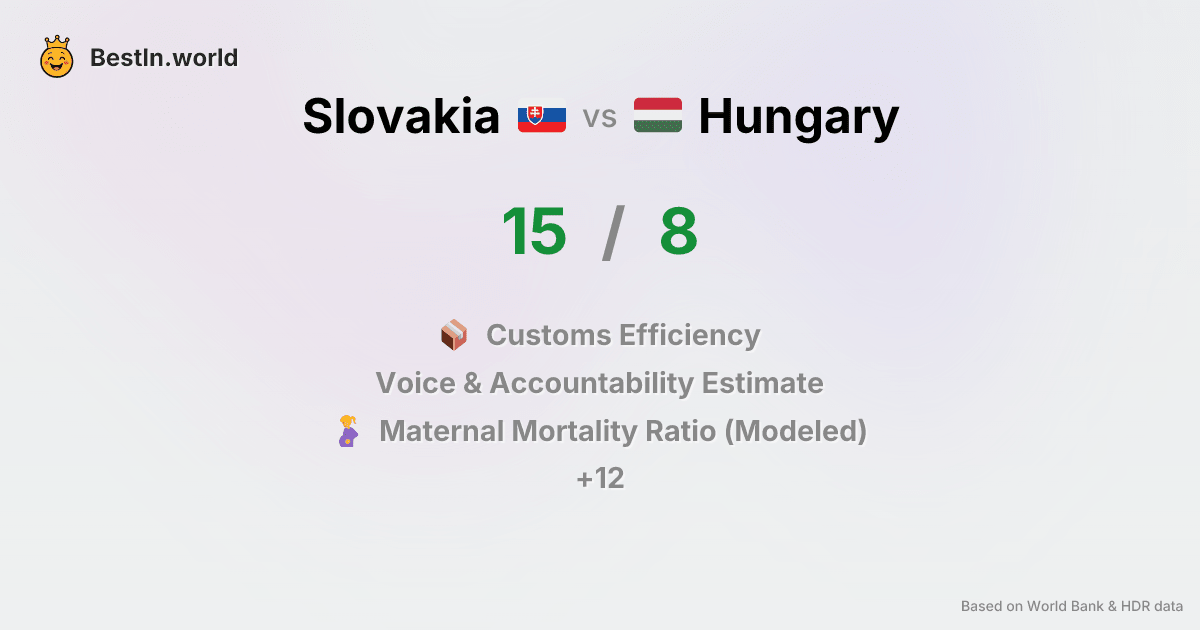 BestIn.world
Slovakia vs Hungary
15 / 8
Customs Efficiency
Voice & Accountability Estimate
Maternal Mortality Ratio (Modeled)
+12
Based on World Bank & HDR data